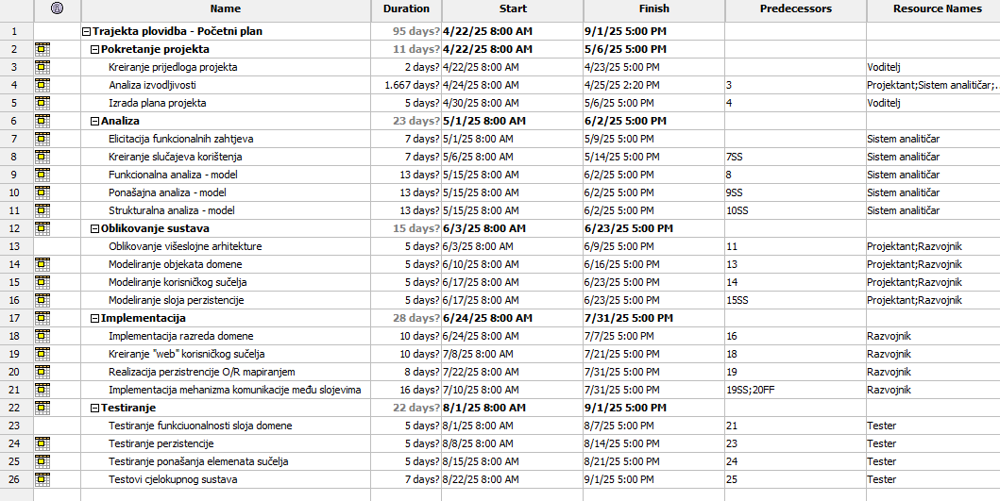 Name Duration Start Finish Predecessors Resource Names
1 Trajekta plovidba - Početni plan 95 days? 4/22/25 8:00 AM 9/1/25 5:00 PM
2 Pokretanje projekta 11 days? 4/22/25 8:00 AM 5/6/25 5:00 PM
3 Kreiranje prijedloga projekta 2 days? 4/22/25 8:00 AM 4/23/25 5:00 PM Voditelj
4 Analiza izvodljivosti 1.667 days? 4/24/25 8:00 AM 4/25/25 2:20 PM 3 Projektant;Sistem analitičar;..
5 Izrada plana projekta 5 days? 4/30/25 8:00 AM 5/6/25 5:00 PM 4 Voditelj
6 Analiza 23 days? 5/1/25 8:00 AM 6/2/25 5:00 PM
7 Elicitacija funkcionalnih zahtjeva 7 days? 5/1/25 8:00 AM 5/9/25 5:00 PM Sistem analitičar
8 Kreiranje slučajeva korištenja 7 days? 5/6/25 8:00 AM 5/14/25 5:00 PM 7SS Sistem analitičar
9 Funkcionalna analiza - model 13 days? 5/15/25 8:00 AM 6/2/25 5:00 PM 8 Sistem analitičar
10 Ponašajna analiza - model 13 days? 5/15/25 8:00 AM 6/2/25 5:00 PM 9SS Sistem analitičar
11 Strukturalna analiza - model 13 days? 5/15/25 8:00 AM 6/2/25 5:00 PM 10SS Sistem analitičar
12 Oblikovanje sustava 15 days? 6/3/25 8:00 AM 6/23/25 5:00 PM
13 Oblikovanje višeslojne arhitekture 5 days? 6/3/25 8:00 AM 6/9/25 5:00 PM 11 Projektant;Razvojnik
14 Modeliranje objekata domene 5 days? 6/10/25 8:00 AM 6/16/25 5:00 PM 13 Projektant;Razvojnik
15 Modeliranje korisničkog sučelja 5 days? 6/17/25 8:00 AM 6/23/25 5:00 PM 14 Projektant;Razvojnik
16 Modeliranje sloja perzistencije 5 days? 6/17/25 8:00 AM 6/23/25 5:00 PM 15SS Projektant;Razvojnik
17 Implementacija 28 days? 6/24/25 8:00 AM 7/31/25 5:00 PM
18 Implementacija razreda domene 10 days? 6/24/25 8:00 AM 7/7/25 5:00 PM 16 Razvojnik
19 Kreiranje "web" korisničkog sučelja 10 days? 7/8/25 8:00 AM 7/21/25 5:00 PM 18 Razvojnik
20 Realizacija perzistrencije O/R mapiranjem 8 days? 7/22/25 8:00 AM 7/31/25 5:00 PM 19 Razvojnik
21 Implementacija mehanizma komunikacije među slojevima 16 days? 7/10/25 8:00 AM 7/31/25 5:00 PM 19SS;20FF Razvojnik
22 Testiranje 22 days? 8/1/25 8:00 AM 9/1/25 5:00 PM
23 Testiranje funkciuonalnosti sloja domene 5 days? 8/1/25 8:00 AM 8/7/25 5:00 PM 21 Tester
24 Testiranje perzistencije 5 days? 8/8/25 8:00 AM 8/14/25 5:00 PM 23 Tester
25 Testiranje ponašanja elemenata sučelja 5 days? 8/15/25 8:00 AM 8/21/25 5:00 PM 24 Tester
26 Testovi cjelokupnog sustava 7 days? 8/22/25 8:00 AM 9/1/25 5:00 PM 25 Tester